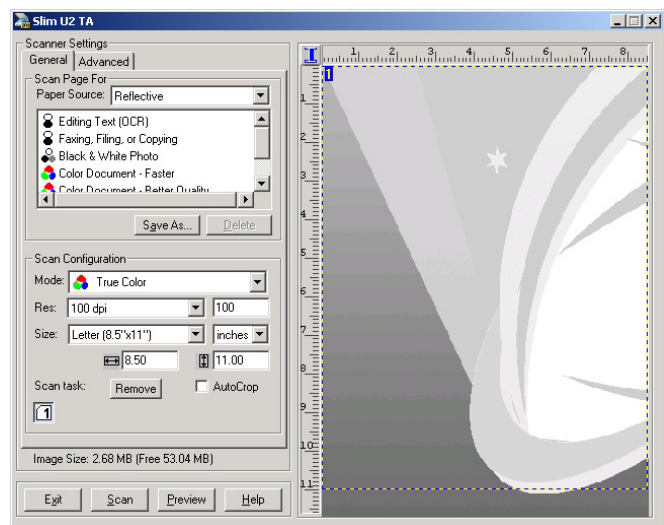 Slim U2 TA
Scanner Settings
General Advanced
Scan Page For
Paper Source: Reflective
Editing Text (OCR)
Faxing, Filing, or Copying
Black & White Photo
Color Document - Faster
Color Document - Better Quality
Save As... Delete
Scan Configuration
Mode: True Color
Res: 100 dpi 100
Size: Letter (8.5"x11") inches
8.50 11.00
Scan task: Remove AutoCrop
1
Image Size: 2.68 MB (Free 53.04 MB)
Exit Scan Preview Help
1 2 3 4 5 6 7 8
1
1
2
3
4
5
6
7
8
9
10
11